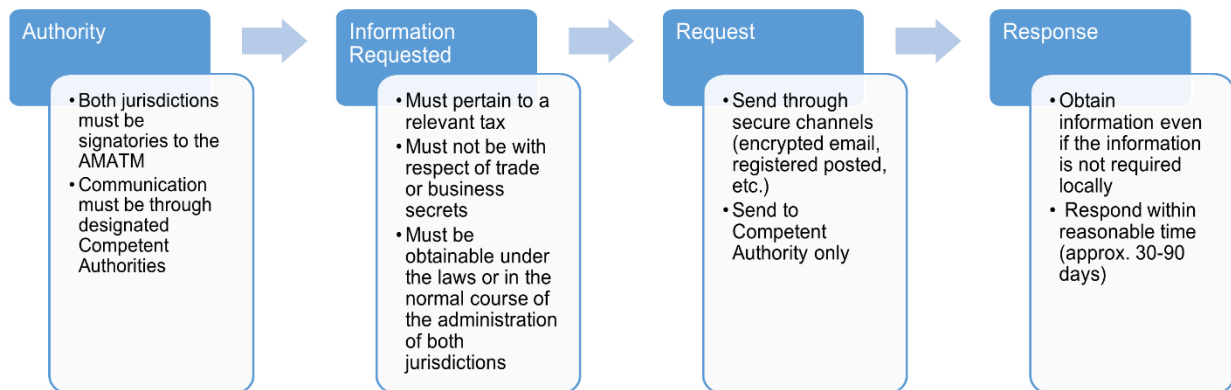 Authority
• Both jurisdictions
must be
signatories to the
AMATM
• Communication
must be through
designated
Competent
Authorities
Information
Requested
• Must pertain to a
relevant tax
• Must not be with
respect of trade
or business
secrets
• Must be
obtainable under
the laws or in the
normal course of
the administration
of both
jurisdictions
Request
• Send through
secure channels
(encrypted email,
registered posted,
etc.)
• Send to
Competent
Authority only
Response
• Obtain
information even
if the information
is not required
locally
• Respond within
reasonable time
(approx. 30-90
days)